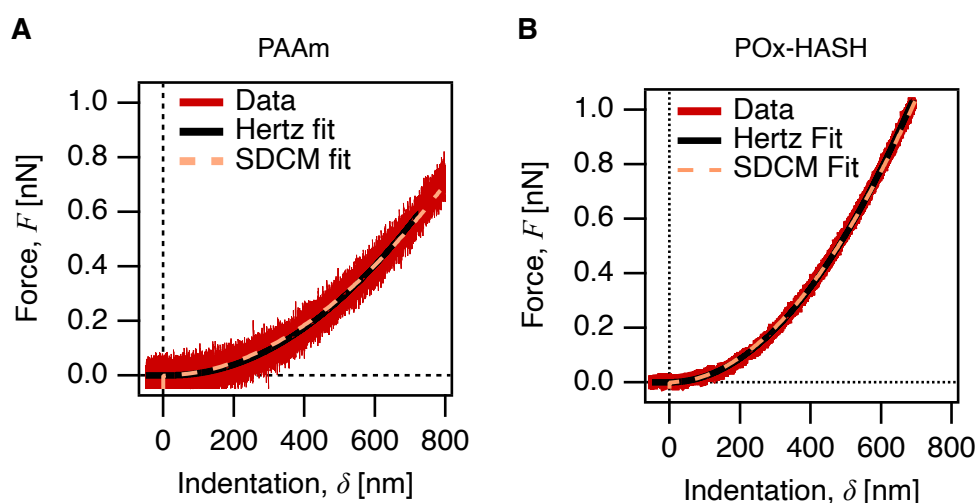 A
PAAm
Data
Hertz fit
SDCM fit
1.0
0.8
0.6
0.4
0.2
0.0
Force, F [nN]
0 200 400 600 800
Indentation, δ [nm]
B
POx-HASH
Data
Hertz Fit
SDCM Fit
1.0
0.8
0.6
0.4
0.2
0.0
Force, F [nN]
0 200 400 600 800
Indentation, δ [nm]